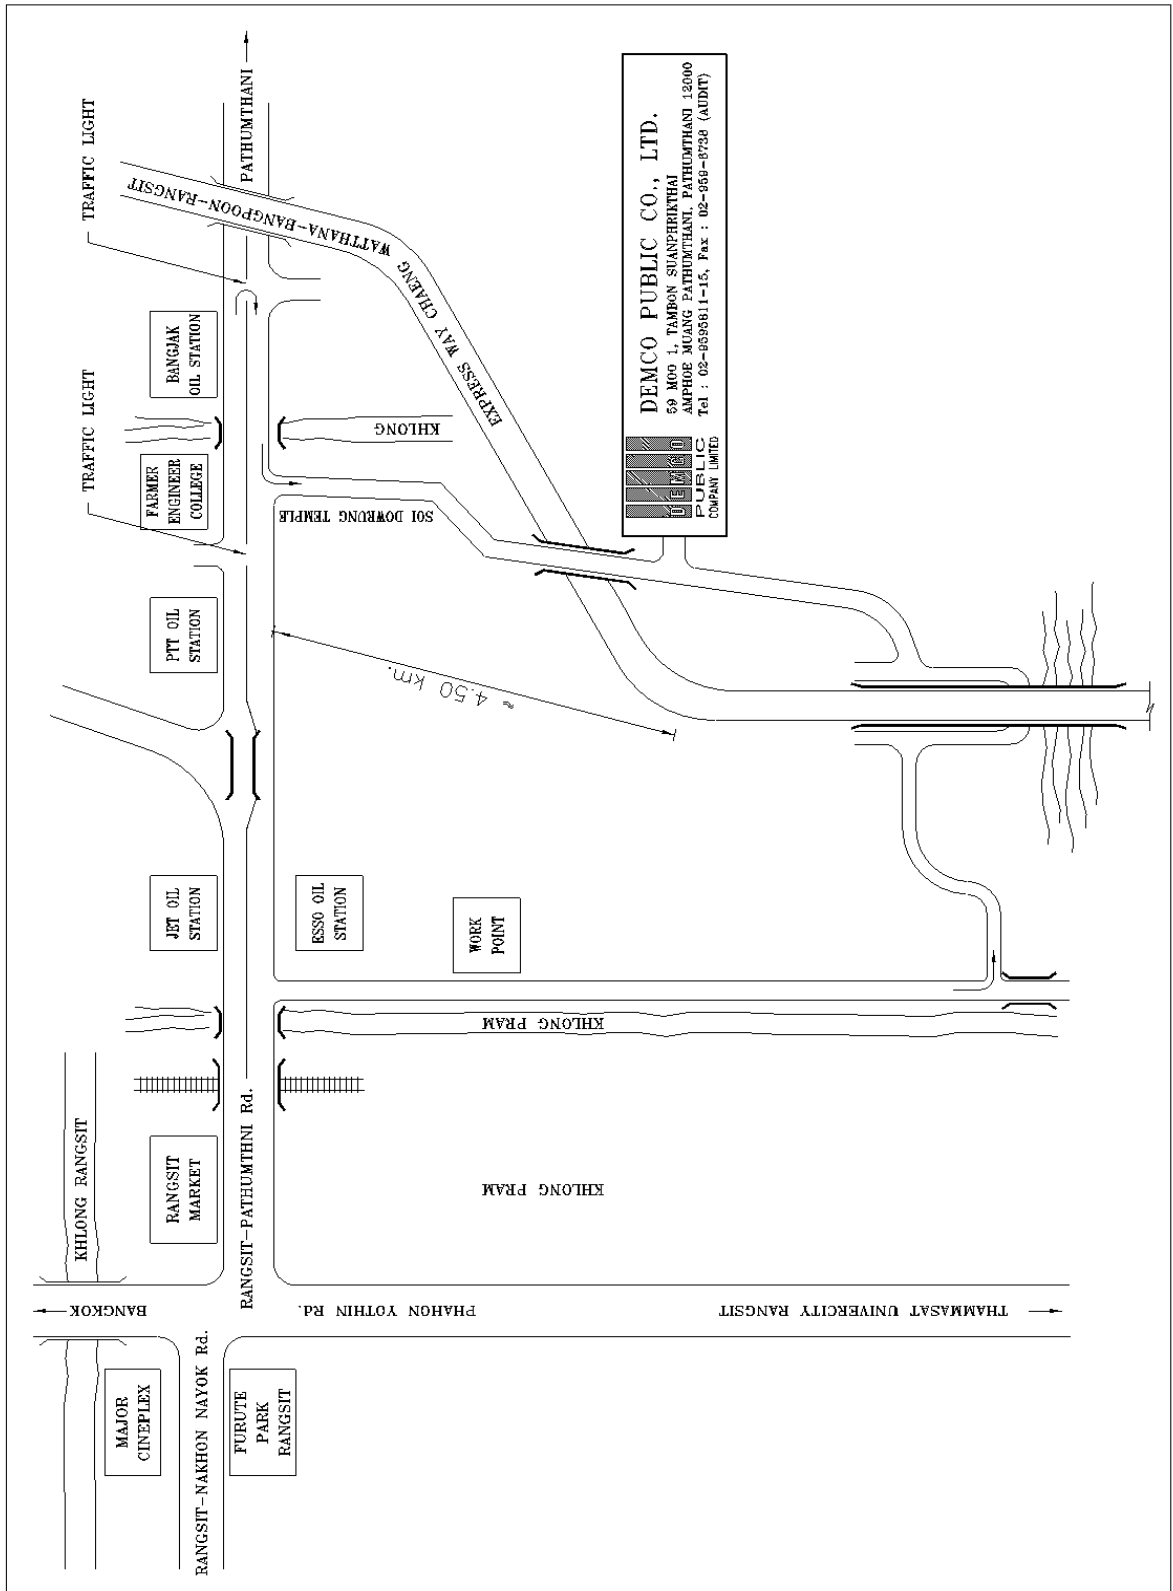 PATHUMTHANI
TRAFFIC LIGHT
TRAFFIC LIGHT
WATTHANA-BANGPOON-RANGSIT
EXPRESS WAY CHAENG
BANGJAK
OIL STATION
KHLONG
FARMER
ENGINEER
COLLEGE
SOI DOWRUNG TEMPLE
PTT OIL
STATION
≈ 4.50 km.
DEMCO
PUBLIC
COMPANY LIMITED
DEMCO PUBLIC CO., LTD.
59 MOO 1, TAMBON SUANPHRIKTHAI
AMPHOE MUANG PATHUMTHANI, PATHUMTHANI 12000
Tel : 02-9595811-15, Fax : 02-959-6738 (AUDIT)
JET OIL
STATION
ESSO OIL
STATION
WORK
POINT
KHLONG PRAM
KHLONG RANGSIT
RANGSIT
MARKET
RANGSIT-PATHUMTHNI Rd.
KHLONG PRAM
BANGKOK
PHAHON YOTHIN Rd.
THAMMASAT UNIVERCITY RANGSIT
RANGSIT-NAKHON NAYOK Rd.
MAJOR
CINEPLEX
FURUTE
PARK
RANGSIT